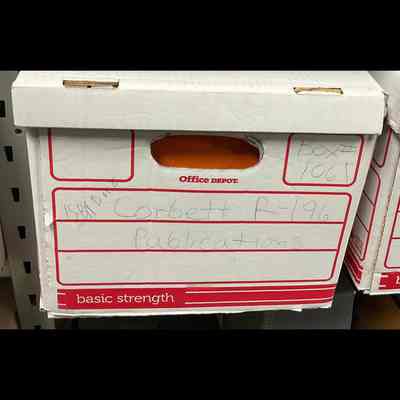 Box#
1061
Office DEPOT.
Corbett R-196
Publications
basic strength